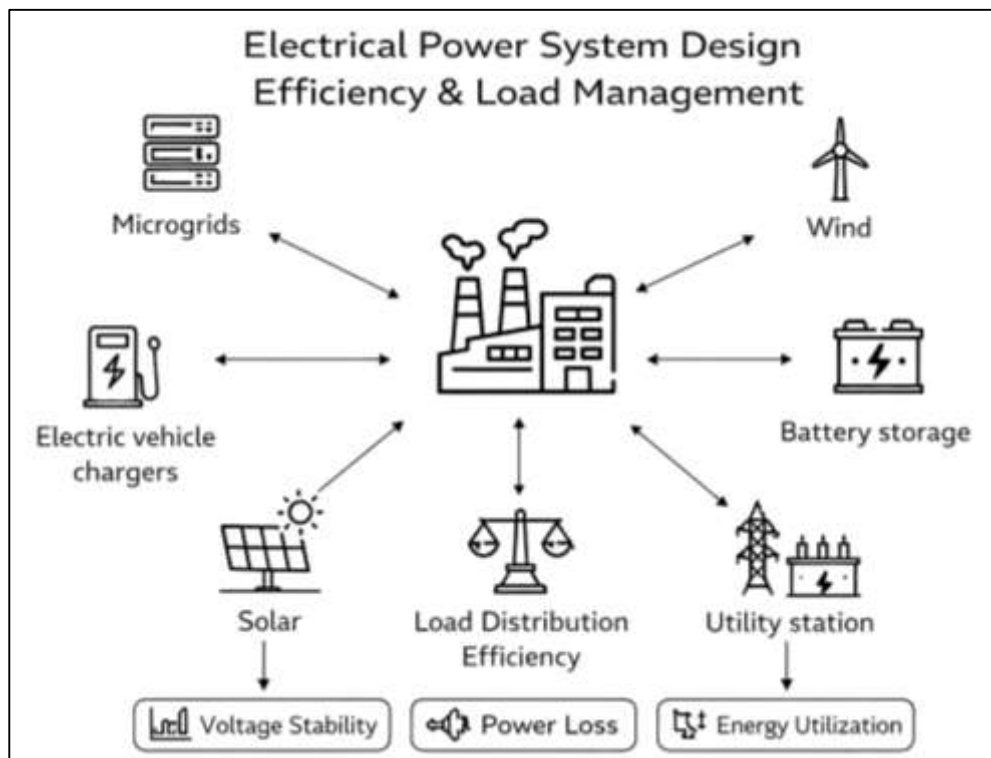 Electrical Power System Design
Efficiency & Load Management
Microgrids
Wind
Electric vehicle
chargers
Battery storage
Solar
Load Distribution
Efficiency
Utility station
Voltage Stability
Power Loss
Energy Utilization